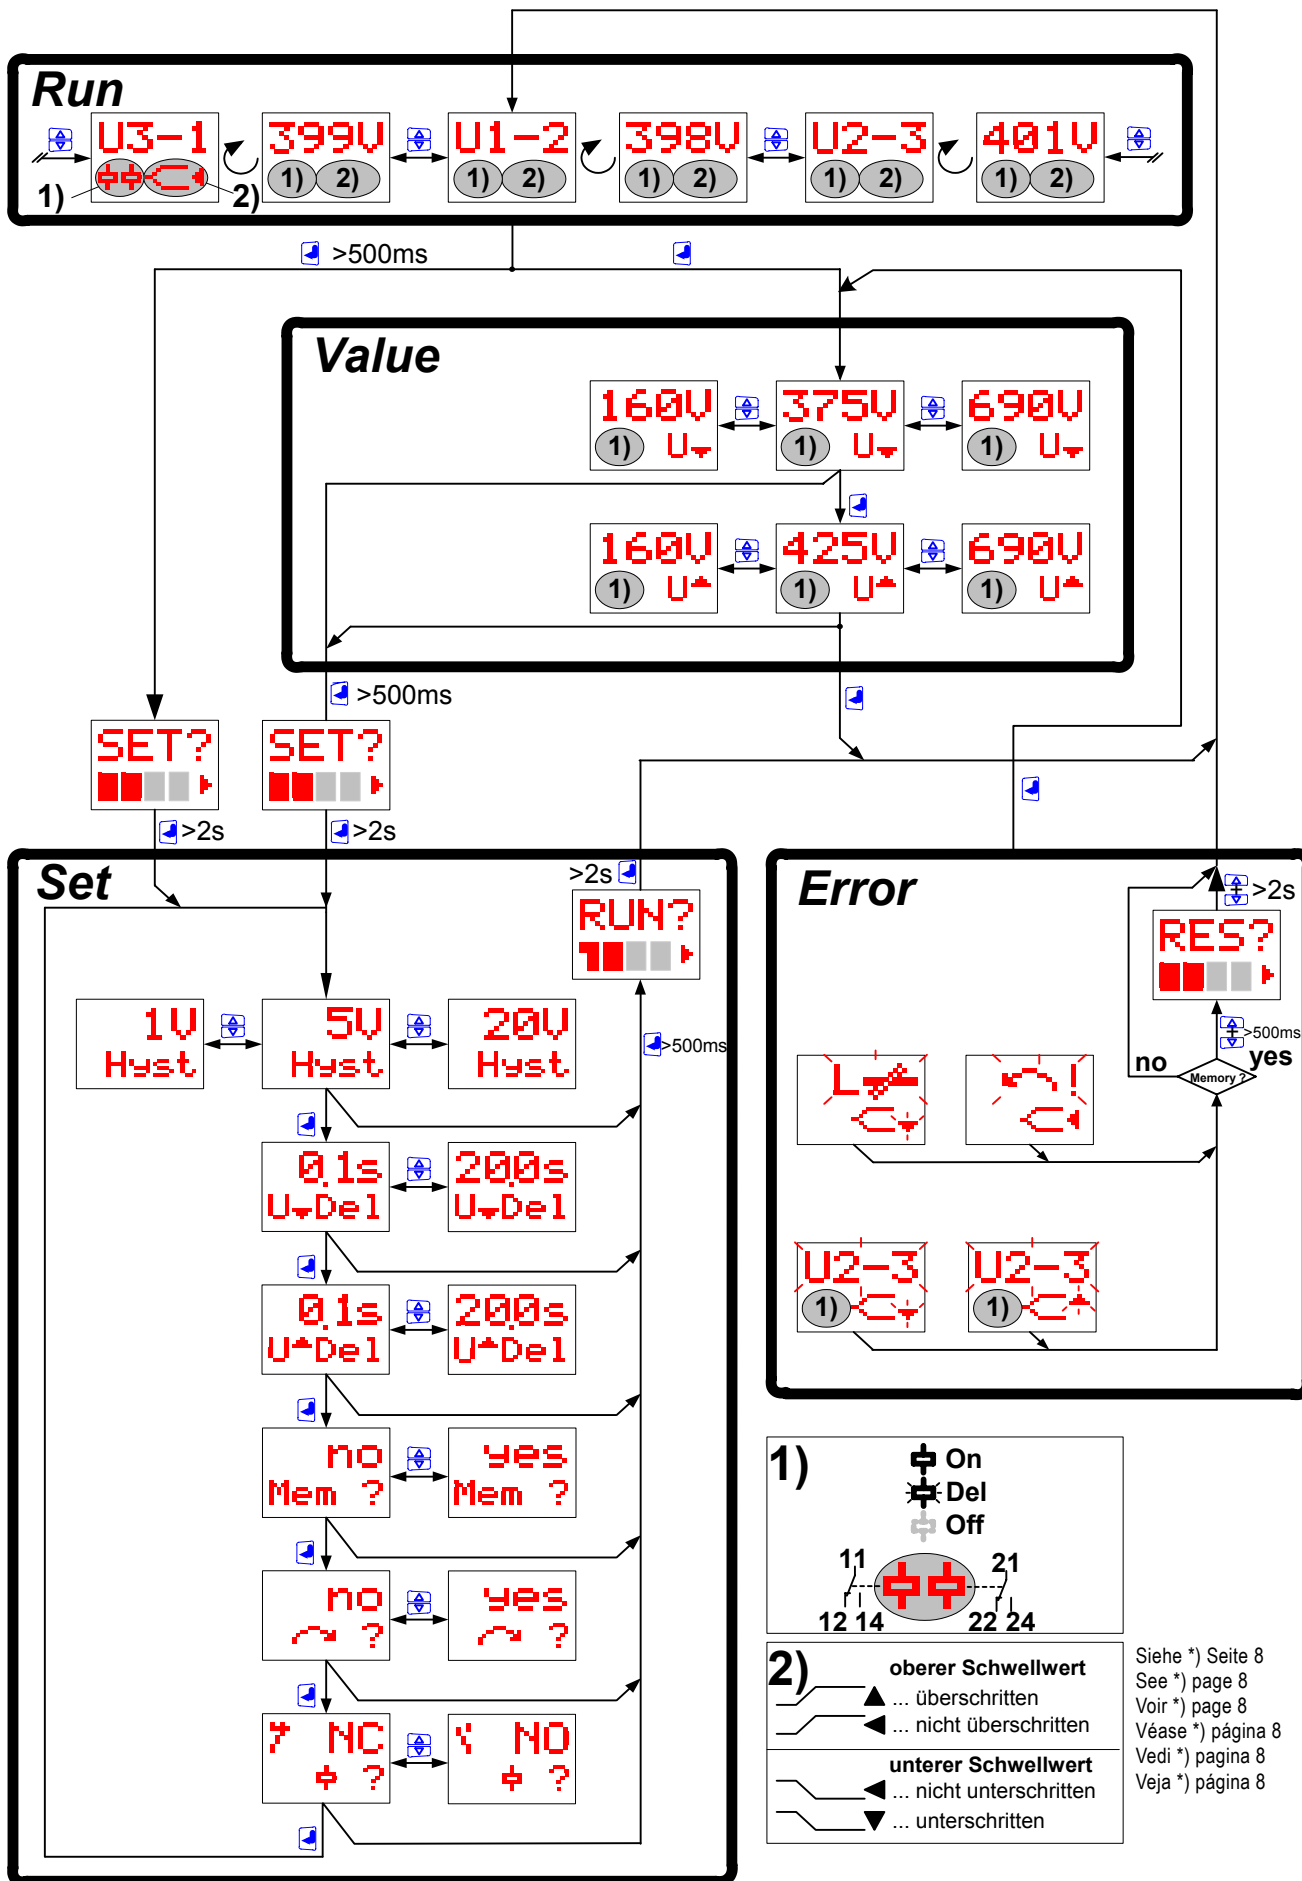 Run
U3-1
399V
U1-2
398V
U2-3
401V
1) 2)
1) 2)
1) 2)
1) 2)
1) 2)
1)
2)
>500ms
Value
160V
375V
690V
1) U
1) U
1) U
160V
425V
690V
1) U
1) U
1) U
>500ms
SET?
SET?
>2s
>2s
Set
>2s
RUN?
1V
Hyst
5V
Hyst
20V
Hyst
>500ms
0.1s
U Del
20.0s
U Del
0.1s
U Del
20.0s
U Del
no
Mem ?
yes
Mem ?
no
?
yes
?
NC
?
NO
?
Error
>2s
RES?
>500ms
no
yes
Memory ?
L
!
U2-3
1)
U2-3
1)
1)
On
Del
Off
11
21
12 14
22 24
2)
oberer Schwellwert
... überschritten
... nicht überschritten
unterer Schwellwert
... nicht unterschritten
... unterschritten
Siehe *) Seite 8
See *) page 8
Voir *) page 8
Véase *) página 8
Vedi *) pagina 8
Veja *) página 8